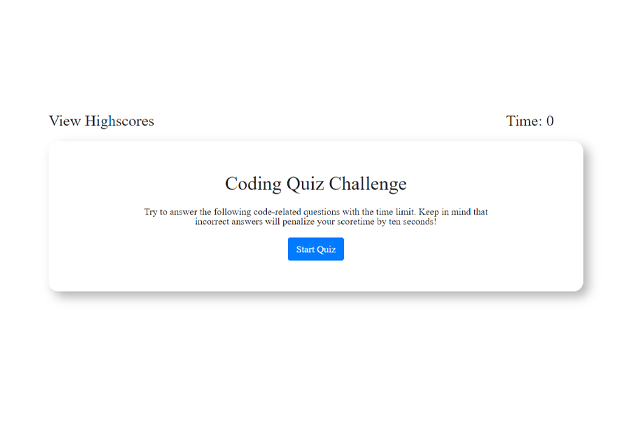 View Highscores
Time: 0
Coding Quiz Challenge
Try to answer the following code-related questions with the time limit. Keep in mind that
incorrect answers will penalize your scoretime by ten seconds!
Start Quiz